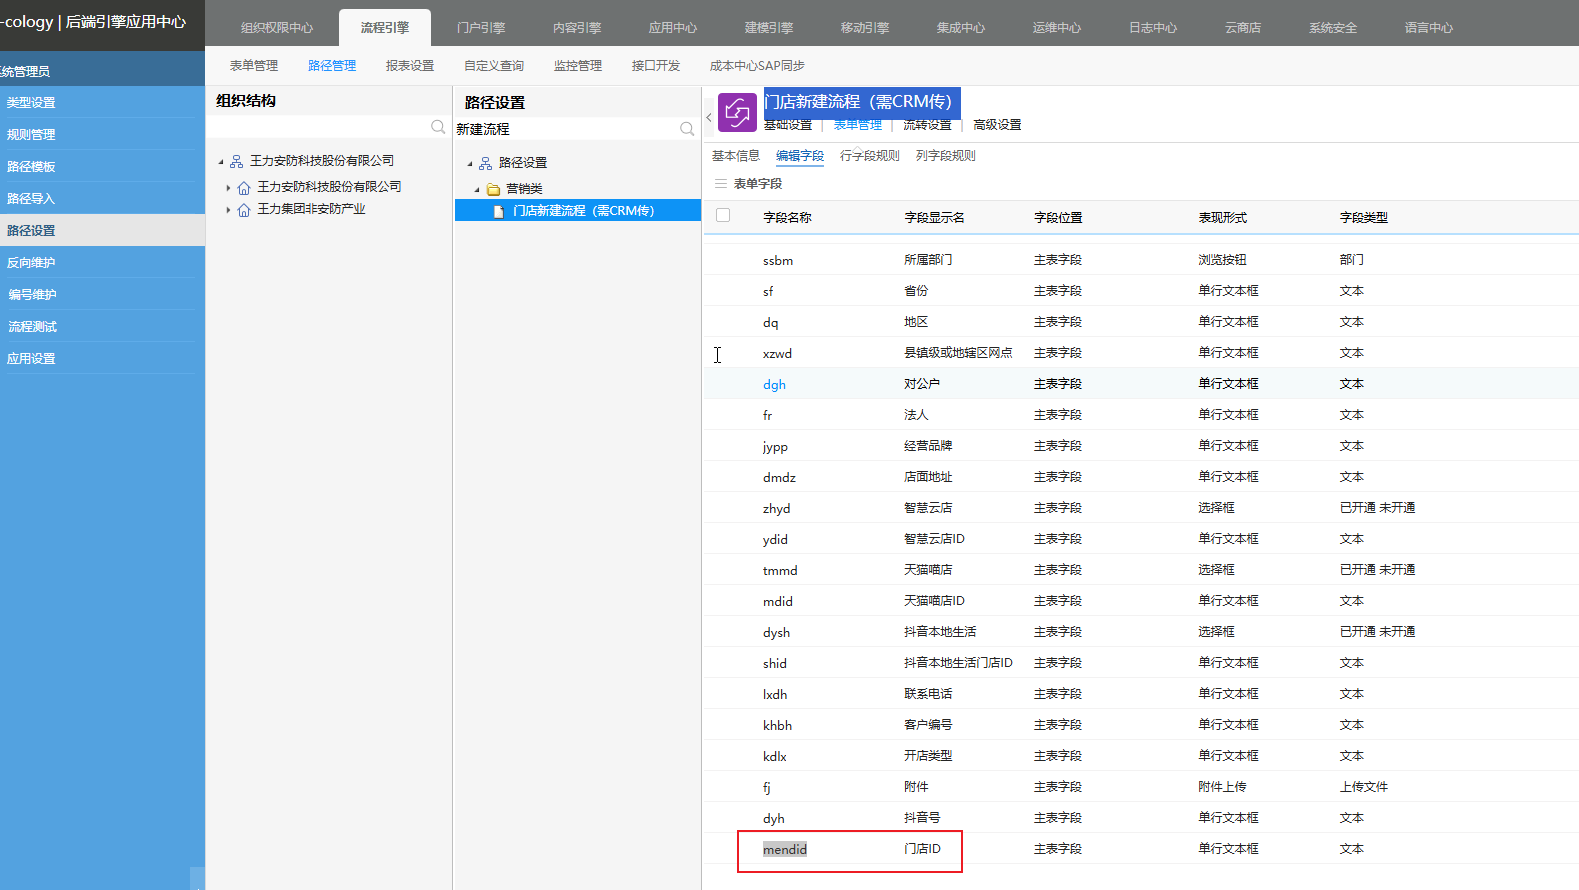 -cology | 后端引擎应用中心
组织权限中心 流程引擎 门户引擎 内容引擎 应用中心 建模引擎 移动引擎 集成中心 运维中心 日志中心 云商店 系统安全 语言中心
统管理员
类型设置
规则管理
路径模板
路径导入
路径设置
反向维护
编号维护
流程测试
应用设置
表单管理 路径管理 报表设置 自定义查询 监控管理 接口开发 成本中心SAP同步
组织结构
王力安防科技股份有限公司
王力安防科技股份有限公司
王力集团非安防产业
路径设置
新建流程
路径设置
营销类
门店新建流程（需CRM传）
门店新建流程（需CRM传）
基础设置 表单管理 流转设置 高级设置
基本信息 编辑字段 行字段规则 列字段规则
表单字段
字段名称 字段显示名 字段位置 表现形式 字段类型
ssbm 所属部门 主表字段 浏览按钮 部门
sf 省份 主表字段 单行文本框 文本
dq 地区 主表字段 单行文本框 文本
xzwd 县镇级或地辖区网点 主表字段 单行文本框 文本
dgh 对公户 主表字段 单行文本框 文本
fr 法人 主表字段 单行文本框 文本
jypp 经营品牌 主表字段 单行文本框 文本
dmdz 店面地址 主表字段 单行文本框 文本
zhyd 智慧云店 主表字段 选择框 已开通 未开通
ydid 智慧云店ID 主表字段 单行文本框 文本
tmmd 天猫喵店 主表字段 选择框 已开通 未开通
mdid 天猫喵店ID 主表字段 单行文本框 文本
dysh 抖音本地生活 主表字段 选择框 已开通 未开通
shid 抖音本地生活门店ID 主表字段 单行文本框 文本
lxdh 联系电话 主表字段 单行文本框 文本
khbh 客户编号 主表字段 单行文本框 文本
kdlx 开店类型 主表字段 单行文本框 文本
fj 附件 主表字段 附件上传 上传文件
dyh 抖音号 主表字段 单行文本框 文本
mendid 门店ID 主表字段 单行文本框 文本